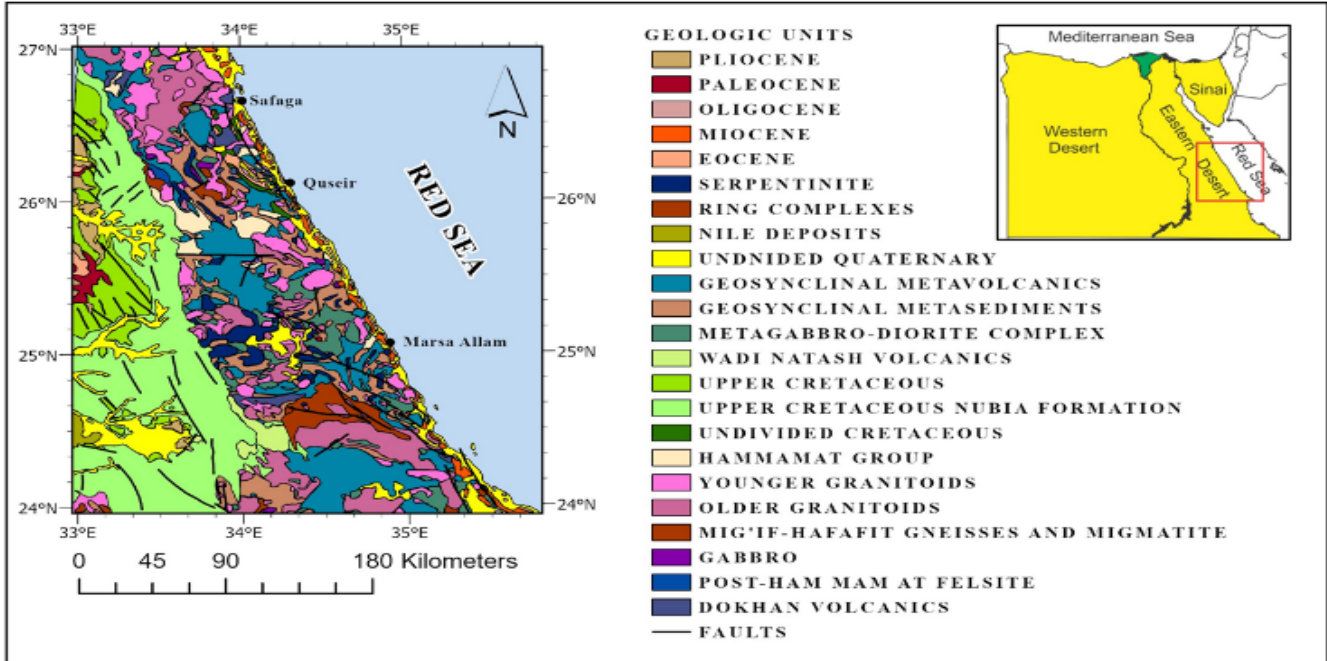 33°E 34°E 35°E
27°N
Safaga
N
Quseir
RED SEA
26°N 26°N
25°N 25°N
Marsa Allam
24°N 24°N
33°E 34°E 35°E
0 45 90 180 Kilometers
GEOLOGIC UNITS
PLIOCENE
PALEOCENE
OLIGOCENE
MIOCENE
EOCENE
SERPENTINITE
RING COMPLEXES
NILE DEPOSITS
UNDNIDED QUATERNARY
GEOSYNCLINAL METAVOLCANICS
GEOSYNCLINAL METASEDIMENTS
METAGABBRO-DIORITE COMPLEX
WADI NATASH VOLCANICS
UPPER CRETACEOUS
UPPER CRETACEOUS NUBIA FORMATION
UNDIVIDED CRETACEOUS
HAMMAMAT GROUP
YOUNGER GRANITOIDS
OLDER GRANITOIDS
MIG'IF-HAFAFIT GNEISSES AND MIGMATITE
GABBRO
POST-HAM MAM AT FELSITE
DOKHAN VOLCANICS
FAULTS
Mediterranean Sea
Sinai
Western
Desert
Eastern
Desert
Red Sea